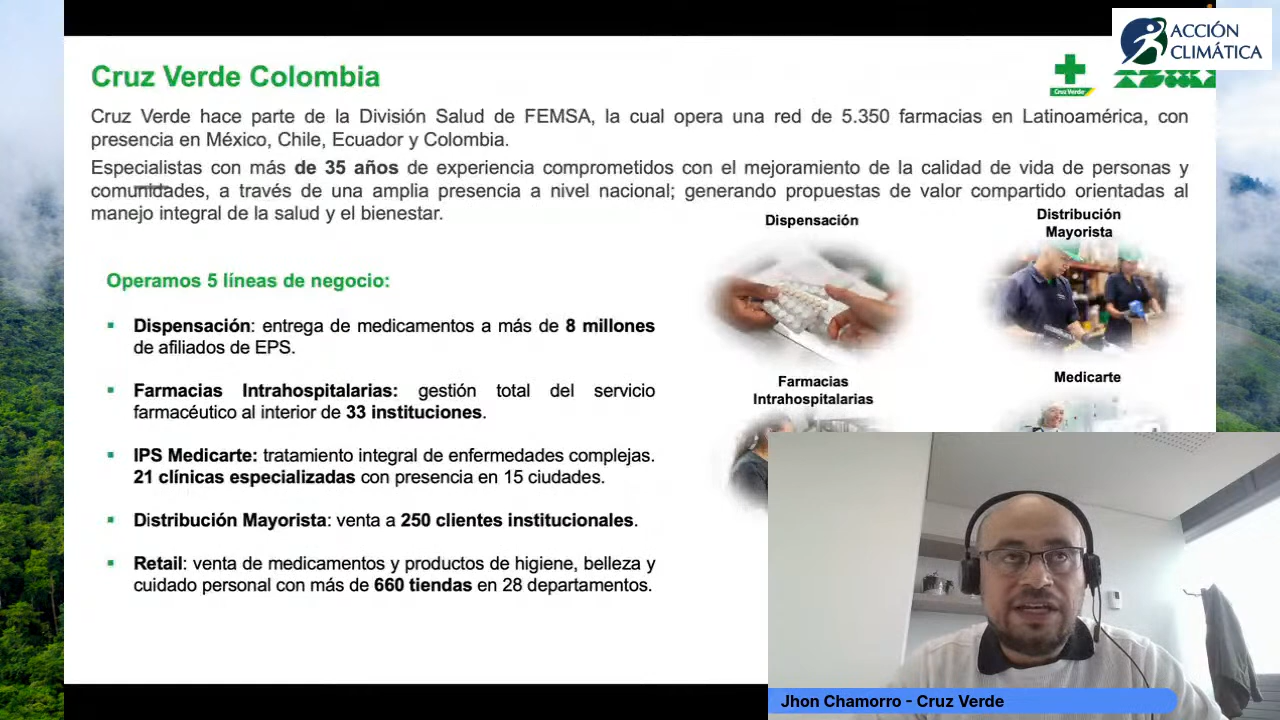 ACCIÓN
CLIMÁTICA
Cruz Verde Colombia
Cruz Verde
Cruz Verde hace parte de la División Salud de FEMSA, la cual opera una red de 5.350 farmacias en Latinoamérica, con
presencia en México, Chile, Ecuador y Colombia.
Especialistas con más de 35 años de experiencia comprometidos con el mejoramiento de la calidad de vida de personas y
comunidades, a través de una amplia presencia a nivel nacional; generando propuestas de valor compartido orientadas al
manejo integral de la salud y el bienestar.
Operamos 5 líneas de negocio:
▪ Dispensación: entrega de medicamentos a más de 8 millones
de afiliados de EPS.
▪ Farmacias Intrahospitalarias: gestión total del servicio
farmacéutico al interior de 33 instituciones.
▪ IPS Medicarte: tratamiento integral de enfermedades complejas.
21 clínicas especializadas con presencia en 15 ciudades.
▪ Distribución Mayorista: venta a 250 clientes institucionales.
▪ Retail: venta de medicamentos y productos de higiene, belleza y
cuidado personal con más de 660 tiendas en 28 departamentos.
Dispensación
Distribución
Mayorista
Farmacias
Intrahospitalarias
Medicarte
Jhon Chamorro - Cruz Verde